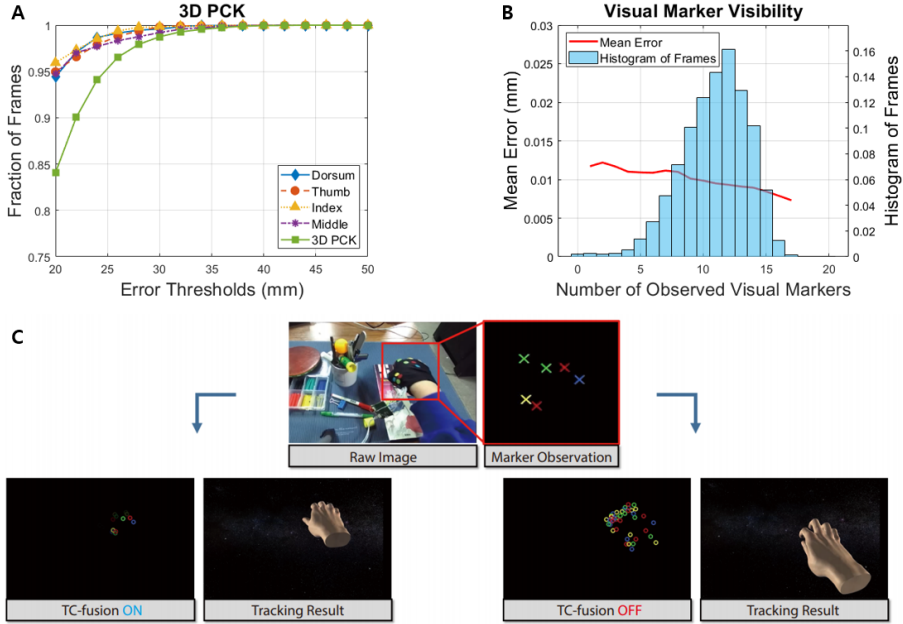 A
3D PCK
1
0.95
0.9
0.85
0.8
0.75
20
25
30
35
40
45
50
Fraction of Frames
Error Thresholds (mm)
Dorsum
Thumb
Index
Middle
3D PCK
B
Visual Marker Visibility
0.03
0.025
0.02
0.015
0.01
0.005
0
Mean Error (mm)
Mean Error
Histogram of Frames
0.16
0.14
0.12
0.1
0.08
0.06
0.04
0.02
0
Histogram of Frames
0
5
10
15
20
Number of Observed Visual Markers
C
Raw Image
Marker Observation
TC-fusion ON
Tracking Result
TC-fusion OFF
Tracking Result